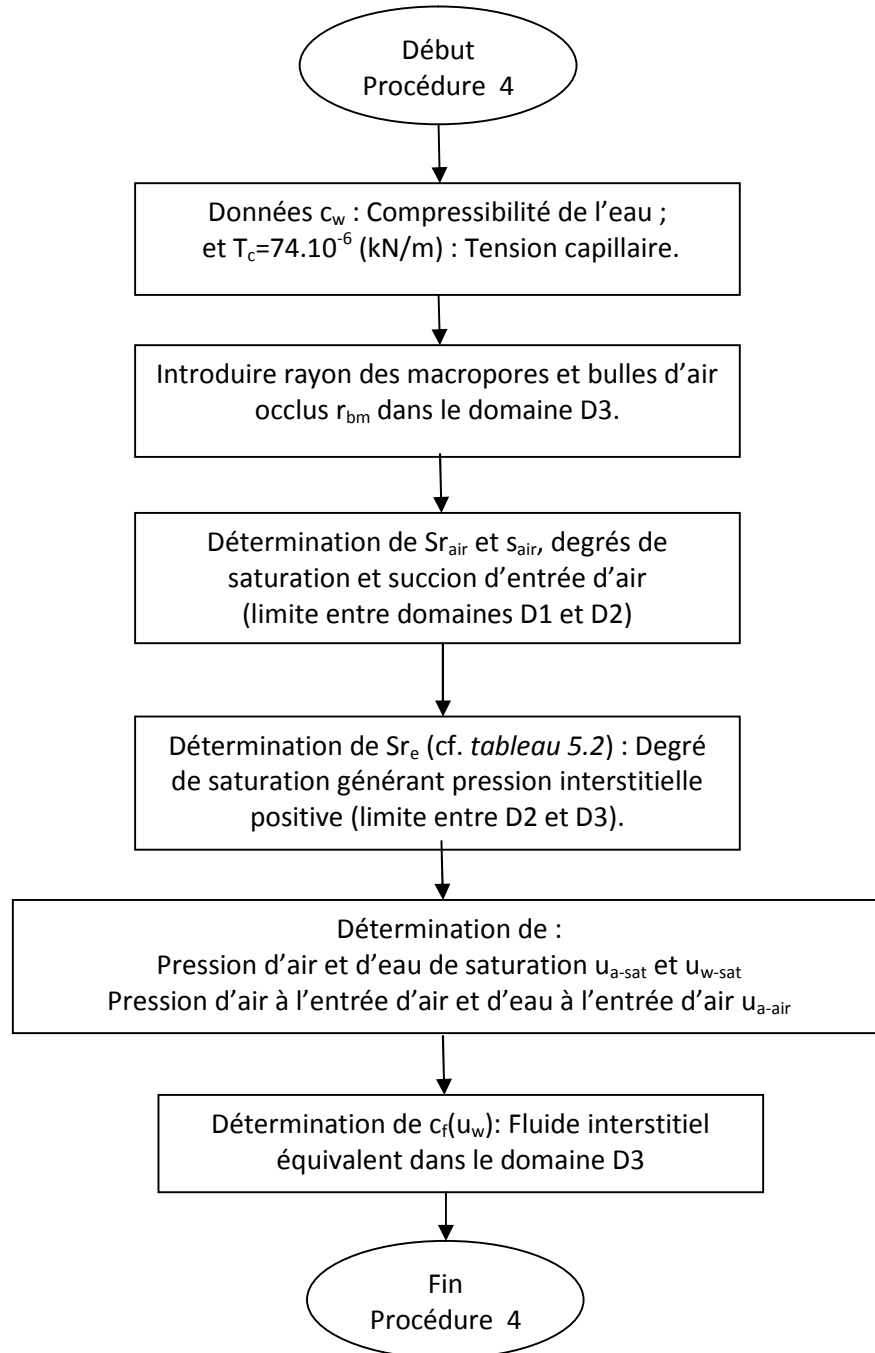 Début
Procédure 4
Données c_w : Compressibilité de l’eau ;
et T_c=74.10^-6 (kN/m) : Tension capillaire.
Introduire rayon des macropores et bulles d’air
occlus r_bm dans le domaine D3.
Détermination de Sr_air et s_air, degrés de
saturation et succion d’entrée d’air
(limite entre domaines D1 et D2)
Détermination de Sr_e (cf. tableau 5.2) : Degré
de saturation générant pression interstitielle
positive (limite entre D2 et D3).
Détermination de :
Pression d’air et d’eau de saturation u_a-sat et u_w-sat
Pression d’air à l’entrée d’air et d’eau à l’entrée d’air u_a-air
Détermination de c_f(u_w): Fluide interstitiel
équivalent dans le domaine D3
Fin
Procédure 4